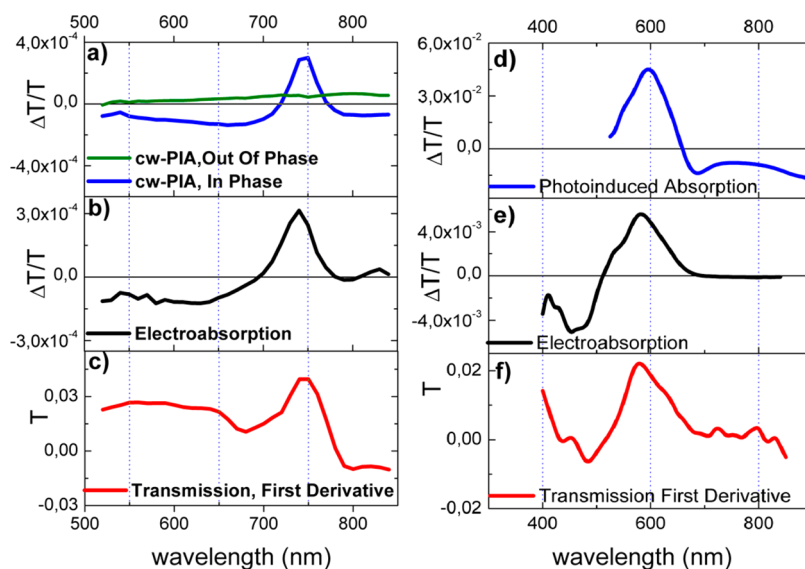 500 600 700 800
a)
4,0x10⁻⁴
0,0
-4,0x10⁻⁴
ΔT/T
cw-PIA,Out Of Phase
cw-PIA, In Phase
b)
3,0x10⁻⁴
0,0
-3,0x10⁻⁴
ΔT/T
Electroabsorption
c)
0,03
0,00
-0,03
T
Transmission, First Derivative
500 600 700 800
wavelength (nm)
400 600 800
d)
6,0x10⁻²
3,0x10⁻²
0,0
ΔT/T
Photoinduced Absorption
e)
4,0x10⁻³
0,0
-4,0x10⁻³
ΔT/T
Electroabsorption
f)
0,02
0,00
-0,02
T
Transmission First Derivative
400 600 800
wavelength (nm)